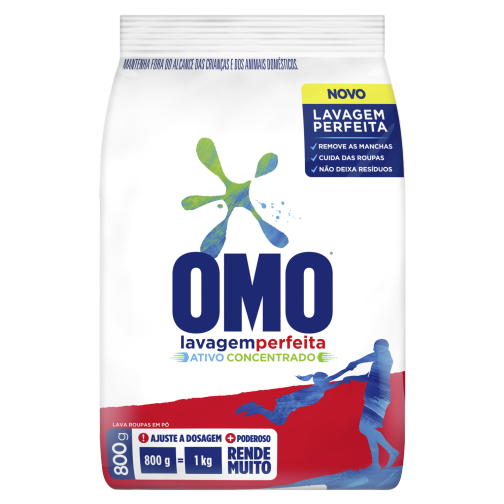 MANTENHA FORA DO ALCANCE DAS CRIANÇAS E DOS ANIMAIS DOMÉSTICOS.
NOVO
LAVAGEM
PERFEITA
✓ REMOVE AS MANCHAS
✓ CUIDA DAS ROUPAS
✓ NÃO DEIXA RESÍDUOS
OMO
lavagemperfeita
ATIVO CONCENTRADO
LAVA ROUPAS EM PÓ
800g
! AJUSTE A DOSAGEM
800 g = 1 kg
+ PODEROSO
RENDE
MUITO